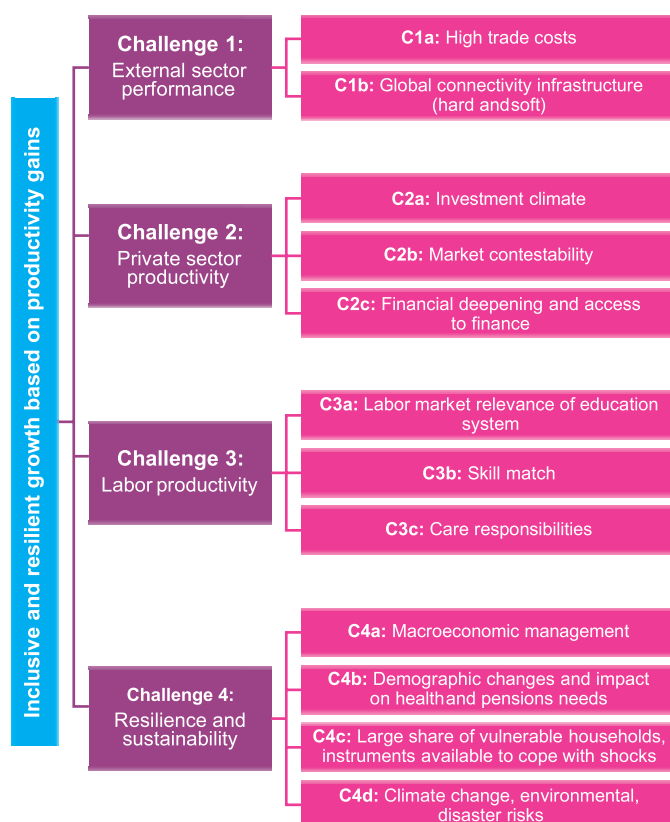 Inclusive and resilient growth based on productivity gains
Challenge 1:
External sector
performance
C1a: High trade costs
C1b: Global connectivity infrastructure
(hard andsoft)
Challenge 2:
Private sector
productivity
C2a: Investment climate
C2b: Market contestability
C2c: Financial deepening and access
to finance
Challenge 3:
Labor productivity
C3a: Labor market relevance of education
system
C3b: Skill match
C3c: Care responsibilities
Challenge 4:
Resilience and
sustainability
C4a: Macroeconomic management
C4b: Demographic changes and impact
on healthand pensions needs
C4c: Large share of vulnerable households,
instruments available to cope with shocks
C4d: Climate change, environmental,
disaster risks